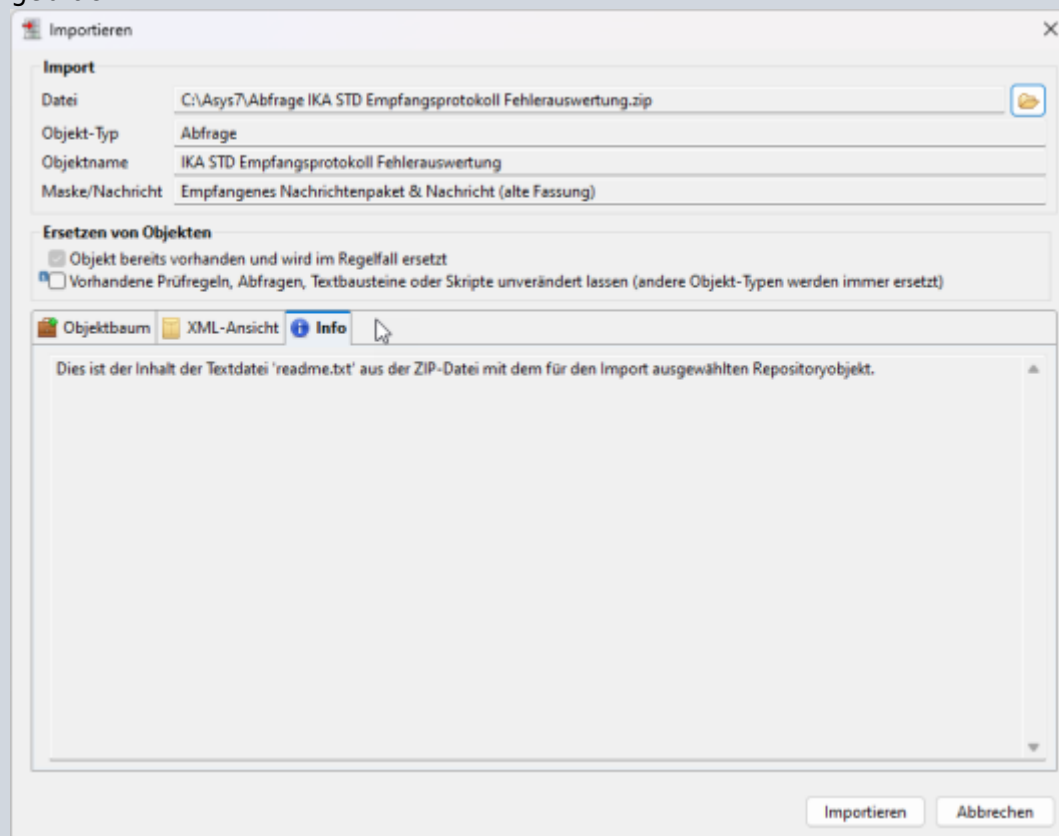 Importieren
Import
Datei C:\Asys7\Abfrage IKA STD Empfangsprotokoll Fehlerauswertung.zip
Objekt-Typ Abfrage
Objektname IKA STD Empfangsprotokoll Fehlerauswertung
Maske/Nachricht Empfangenes Nachrichtenpaket & Nachricht (alte Fassung)
Ersetzen von Objekten
Objekt bereits vorhanden und wird im Regelfall ersetzt
Vorhandene Prüfregeln, Abfragen, Textbausteine oder Skripte unverändert lassen (andere Objekt-Typen werden immer ersetzt)
Objektbaum XML-Ansicht Info
Dies ist der Inhalt der Textdatei 'readme.txt' aus der ZIP-Datei mit dem für den Import ausgewählten Repositoryobjekt.
Importieren Abbrechen